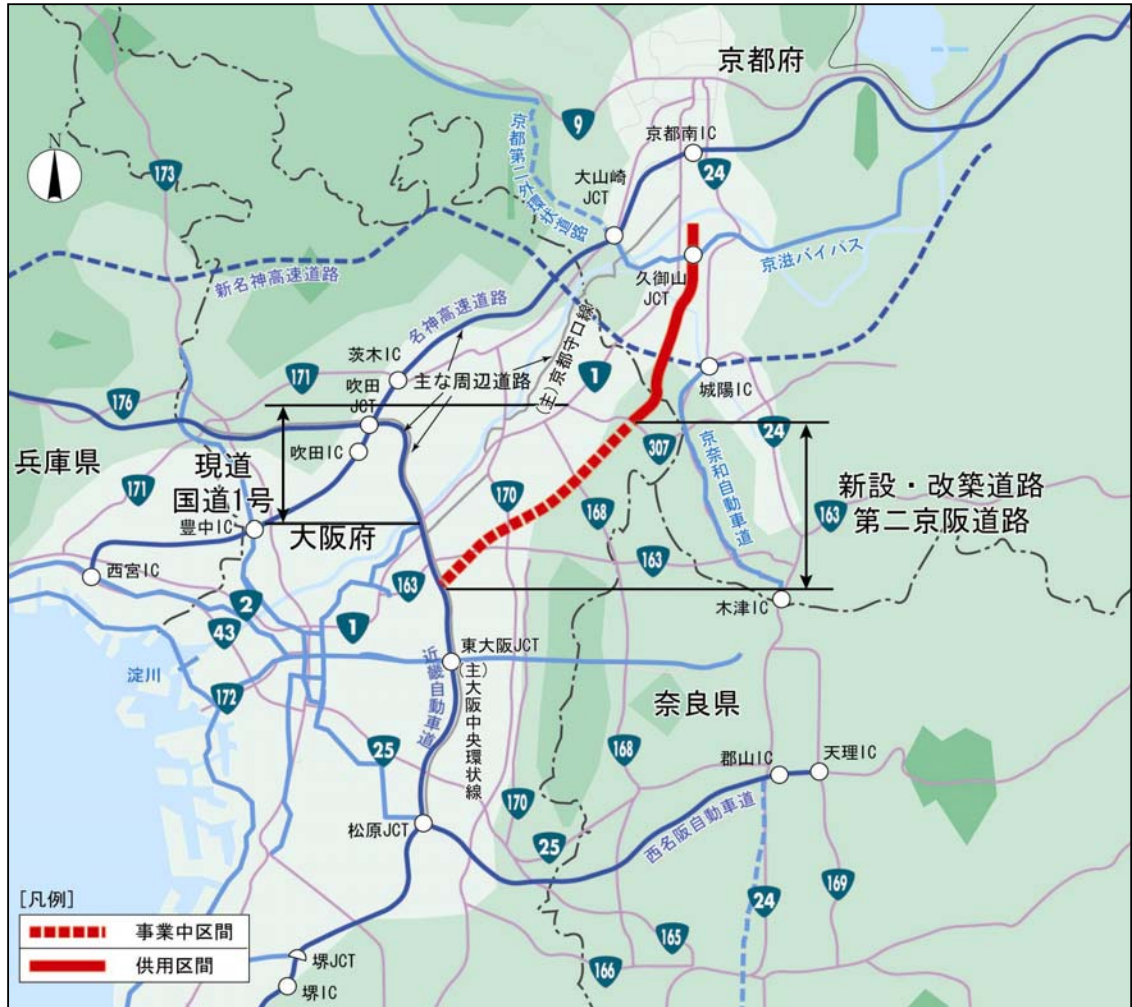 京都府
N
9
京都南IC
173
24
大山崎
JCT
京都第二外環状道路
久御山
JCT
京滋バイパス
新名神高速道路
名神高速道路
(主)京都守口線
茨木IC
171
主な周辺道路
1
城陽IC
吹田
JCT
176
吹田IC
307
24
京奈和自動車道
兵庫県
現道
国道1号
171
170
168
新設・改築道路
第二京阪道路
163
豊中IC
大阪府
西宮IC
163
163
木津IC
2
43
1
東大阪JCT
淀川
172
近畿自動車道
(主)大阪中央環状線
奈良県
25
168
郡山IC
天理IC
170
松原JCT
25
西名阪自動車道
169
24
[凡例]
事業中区間
165
供用区間
166
堺JCT
堺IC